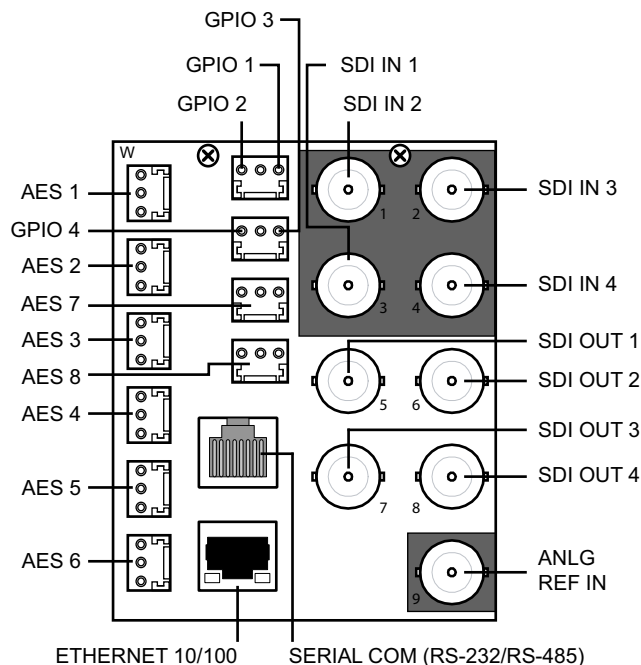 GPIO 3
GPIO 1
SDI IN 1
GPIO 2
SDI IN 2
W
AES 1
1
2
SDI IN 3
GPIO 4
AES 2
AES 7
3
4
SDI IN 4
AES 3
SDI OUT 1
AES 8
5
6
SDI OUT 2
AES 4
SDI OUT 3
AES 5
7
8
SDI OUT 4
AES 6
9
ANLG
REF IN
ETHERNET 10/100
SERIAL COM (RS-232/RS-485)